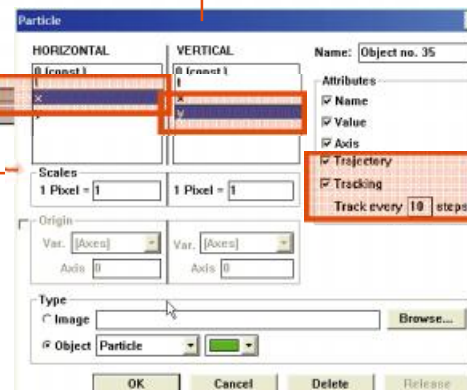 Particle
HORIZONTAL
0 (const.)
t
x
VERTICAL
0 (const.)
t
x
y
Name: Object no. 35
Attributes
Name
Value
Axis
Trajectory
Tracking
Track every 10 steps
Scales
1 Pixel = 1
1 Pixel = 1
Origin
Var. [Axes]
Axis 0
Var. [Axes]
Axis 0
Type
Image
Browse...
Object Particle
OK Cancel Delete Release